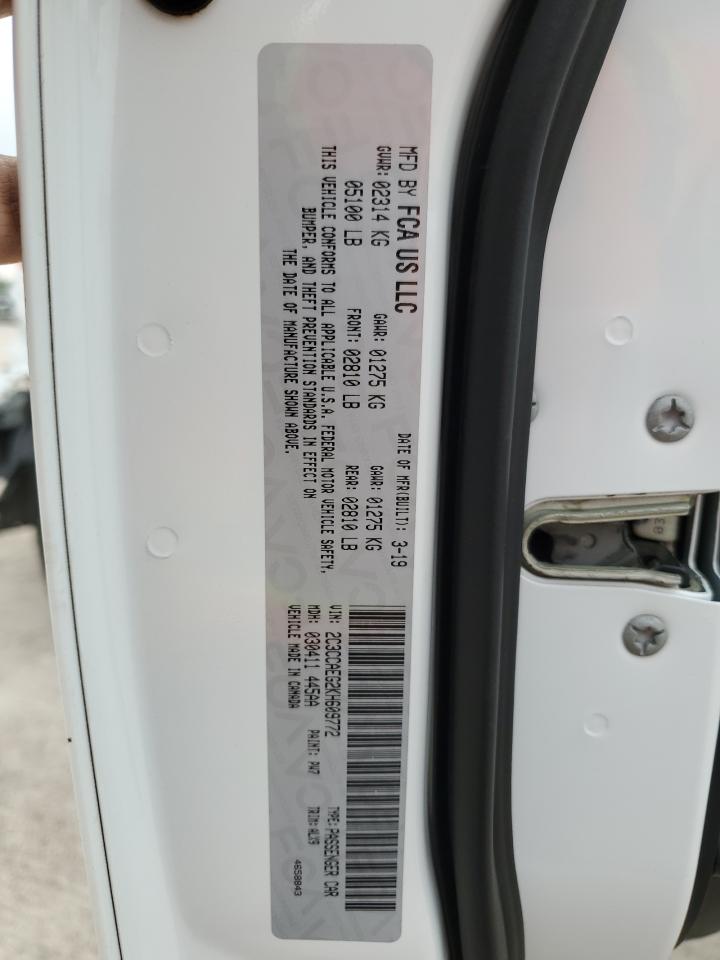 MFD BY FCA US LLC
DATE OF MFR(BUILT): 3-19
GVWR: 02314 KG GAWR: 01275 KG GAWR: 01275 KG
05100 LB FRONT: 02810 LB REAR: 02810 LB
THIS VEHICLE CONFORMS TO ALL APPLICABLE U.S.A. FEDERAL MOTOR VEHICLE SAFETY,
BUMPER, AND THEFT PREVENTION STANDARDS IN EFFECT ON
THE DATE OF MANUFACTURE SHOWN ABOVE.
VIN: 2C3CCAEG2KH609772 TYPE: PASSENGER CAR
MDH: 030411 445AA PAINT: PW7 TRIM: HLX9
VEHICLE MADE IN CANADA
4658843